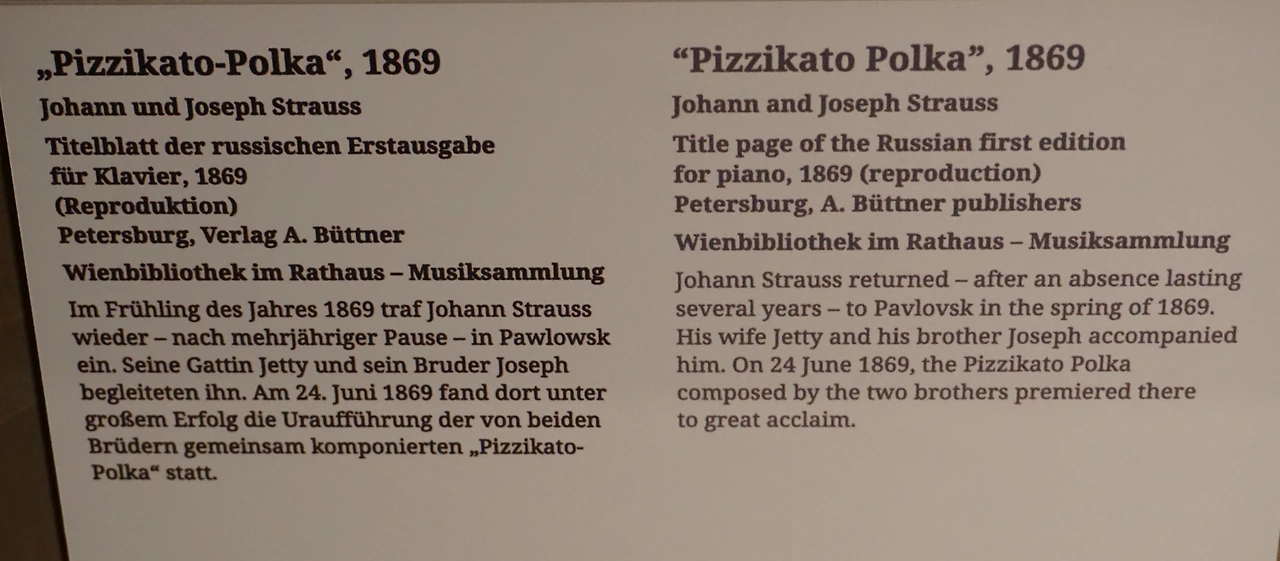 „Pizzikato-Polka“, 1869
Johann und Joseph Strauss
Titelblatt der russischen Erstausgabe
für Klavier, 1869
(Reproduktion)
Petersburg, Verlag A. Büttner
Wienbibliothek im Rathaus – Musiksammlung
Im Frühling des Jahres 1869 traf Johann Strauss
wieder – nach mehrjähriger Pause – in Pawlowsk
ein. Seine Gattin Jetty und sein Bruder Joseph
begleiteten ihn. Am 24. Juni 1869 fand dort unter
großem Erfolg die Uraufführung der von beiden
Brüdern gemeinsam komponierten „Pizzikato-
Polka“ statt.
“Pizzikato Polka”, 1869
Johann and Joseph Strauss
Title page of the Russian first edition
for piano, 1869 (reproduction)
Petersburg, A. Büttner publishers
Wienbibliothek im Rathaus – Musiksammlung
Johann Strauss returned – after an absence lasting
several years – to Pavlovsk in the spring of 1869.
His wife Jetty and his brother Joseph accompanied
him. On 24 June 1869, the Pizzikato Polka
composed by the two brothers premiered there
to great acclaim.